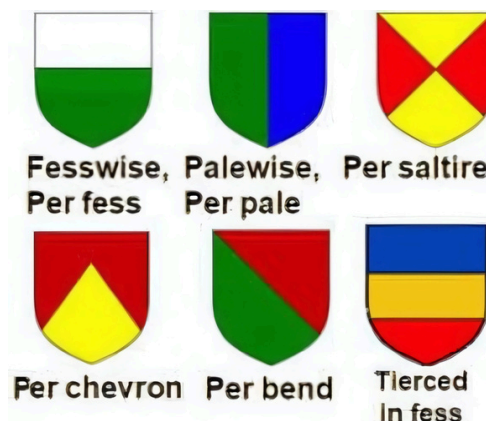 Fesswise,
Per fess
Palewise,
Per pale
Per saltire
Per chevron
Per bend
Tierced
in fess